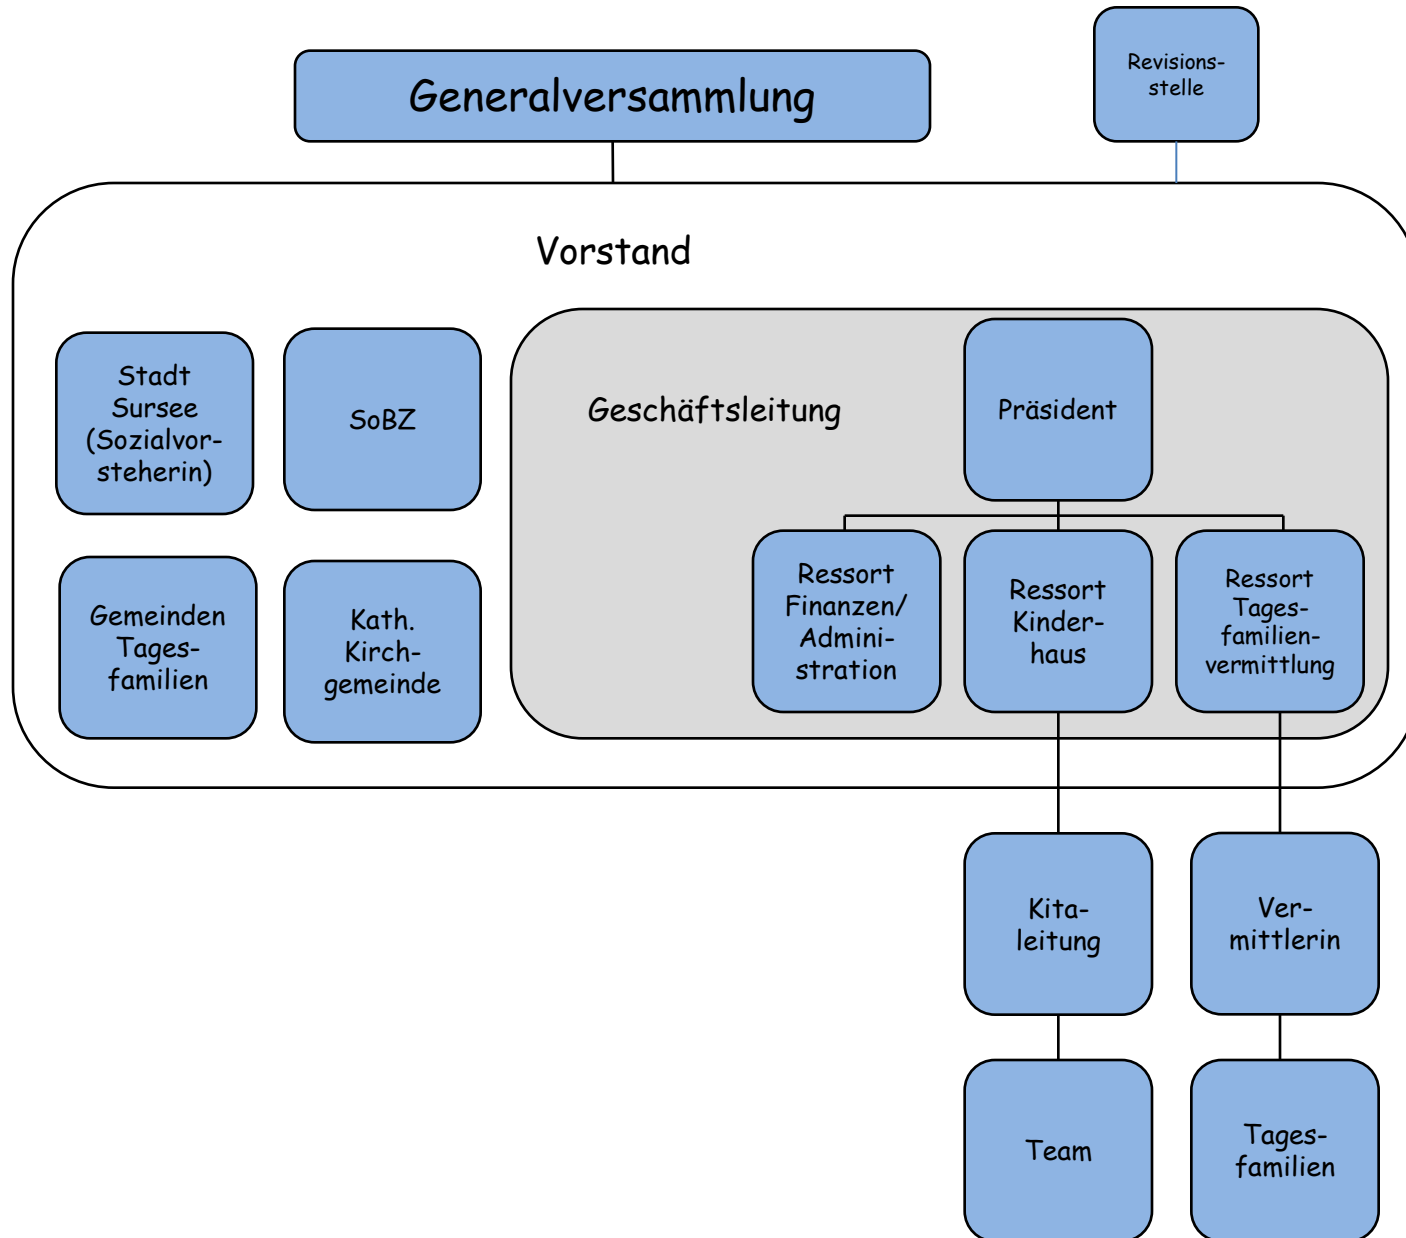 Generalversammlung
Revisions-
stelle
Vorstand
Stadt
Sursee
(Sozialvor-
steherin)
SoBZ
Geschäftsleitung
Präsident
Gemeinden
Tages-
familien
Kath.
Kirch-
gemeinde
Ressort
Finanzen/
Admini-
stration
Ressort
Kinder-
haus
Ressort
Tages-
familien-
vermittlung
Kita-
leitung
Ver-
mittlerin
Team
Tages-
familien